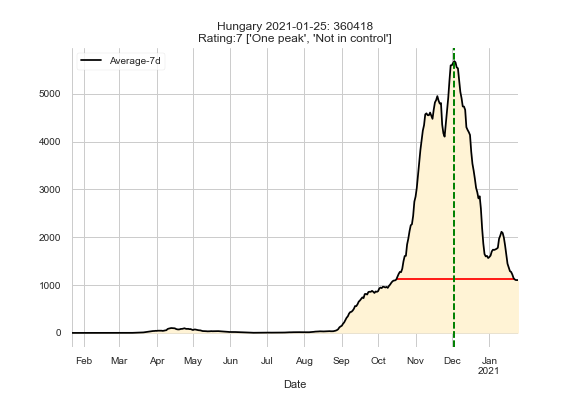 Hungary 2021-01-25: 360418
Rating:7 ['One peak', 'Not in control']
Average-7d
5000
4000
3000
2000
1000
0
Feb Mar Apr May Jun Jul Aug Sep Oct Nov Dec Jan
2021
Date